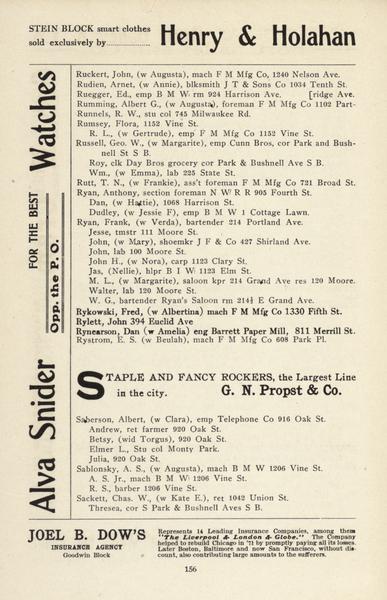 STEIN BLOCK smart clothes
sold exclusively by.................... Henry & Holahan
Alva Snider FOR THE BEST Watches
Opp. the P. O.
Ruckert, John, (w Augusta), mach F M Mfg Co, 1240 Nelson Ave.
Rudien, Arnet, (w Annie), blksmith J T & Sons Co 1034 Tenth St.
Ruegger, Ed., emp B M W rm 924 Harrison Ave. [ridge Ave.
Rumming, Albert G., (w Augusta), foreman F M Mfg Co 1102 Part-
Runnels, R. W., stu col 745 Milwaukee Rd.
Rumsey, Flora, 1152 Vine St.
R. L., (w Gertrude), emp F M Mfg Co 1152 Vine St.
Russell, Geo. W., (w Margarite), emp Cunn Bros, cor Park and Bush-
nell St S B.
Roy, elk Day Bros grocery cor Park & Bushnell Ave S B.
Wm., (w Emma), lab 225 State St.
Rutt, T. N., (w Frankie), ass't foreman F M Mfg Co 721 Broad St.
Ryan, Anthony, section foreman N W R R 905 Fourth St.
Dan, (w Hattie), 1068 Harrison St.
Dudley, (w Jessie F), emp B M W 1 Cottage Lawn.
Ryan, Frank, (w Verda), bartender 214 Portland Ave.
Jesse, tmstr 111 Moore St.
John, (w Mary), shoemkr J F & Co 427 Shirland Ave.
John, lab 100 Moore St.
John H., (w Nora), carp 1123 Clary St.
Jas, (Nellie), hlpr B I W 1123 Elm St.
M. L., (w Margarite), saloon kpr 214 Grand Ave res 120 Moore.
Walter, lab 120 Moore St.
W. G., bartender Ryan's Saloon rm 214½ E Grand Ave.
Rykowski, Fred, (w Albertina) mach F M Mfg Co 1330 Fifth St.
Rylett, John 394 Euclid Ave
Rynearson, Dan (w Amelia) eng Barrett Paper Mill, 811 Merrill St.
Rystrom, E. S. (w Beulah), mach F M Mfg Co 608 Park Pl.
STAPLE AND FANCY ROCKERS, the Largest Line
in the city. G. N. Propst & Co.
Saberson, Albert, (w Clara), emp Telephone Co 916 Oak St.
Andrew, ret farmer 920 Oak St.
Betsy, (wid Torgus), 920 Oak St.
Elmer L., Stu col Monty Park.
Julia, 920 Oak St.
Sablonsky, A. S., (w Augusta), mach B M W 1206 Vine St.
A. S. Jr., mach B M W 1206 Vine St.
R. S., barber 1206 Vine St.
Sackett, Chas. W., (w Kate E.), ret 1042 Union St.
Thresea, cor S Park & Bushnell Aves S B.
JOEL B. DOW'S
INSURANCE AGENCY
Goodwin Block
Represents 14 Leading Insurance Companies, among them
"The Liverpool & London & Globe." The Company
helped to rebuild Chicago in '71 by promptly paying all its losses.
Later Boston, Baltimore and now San Francisco, without dis-
count, also contributing large amounts to the sufferers.
156